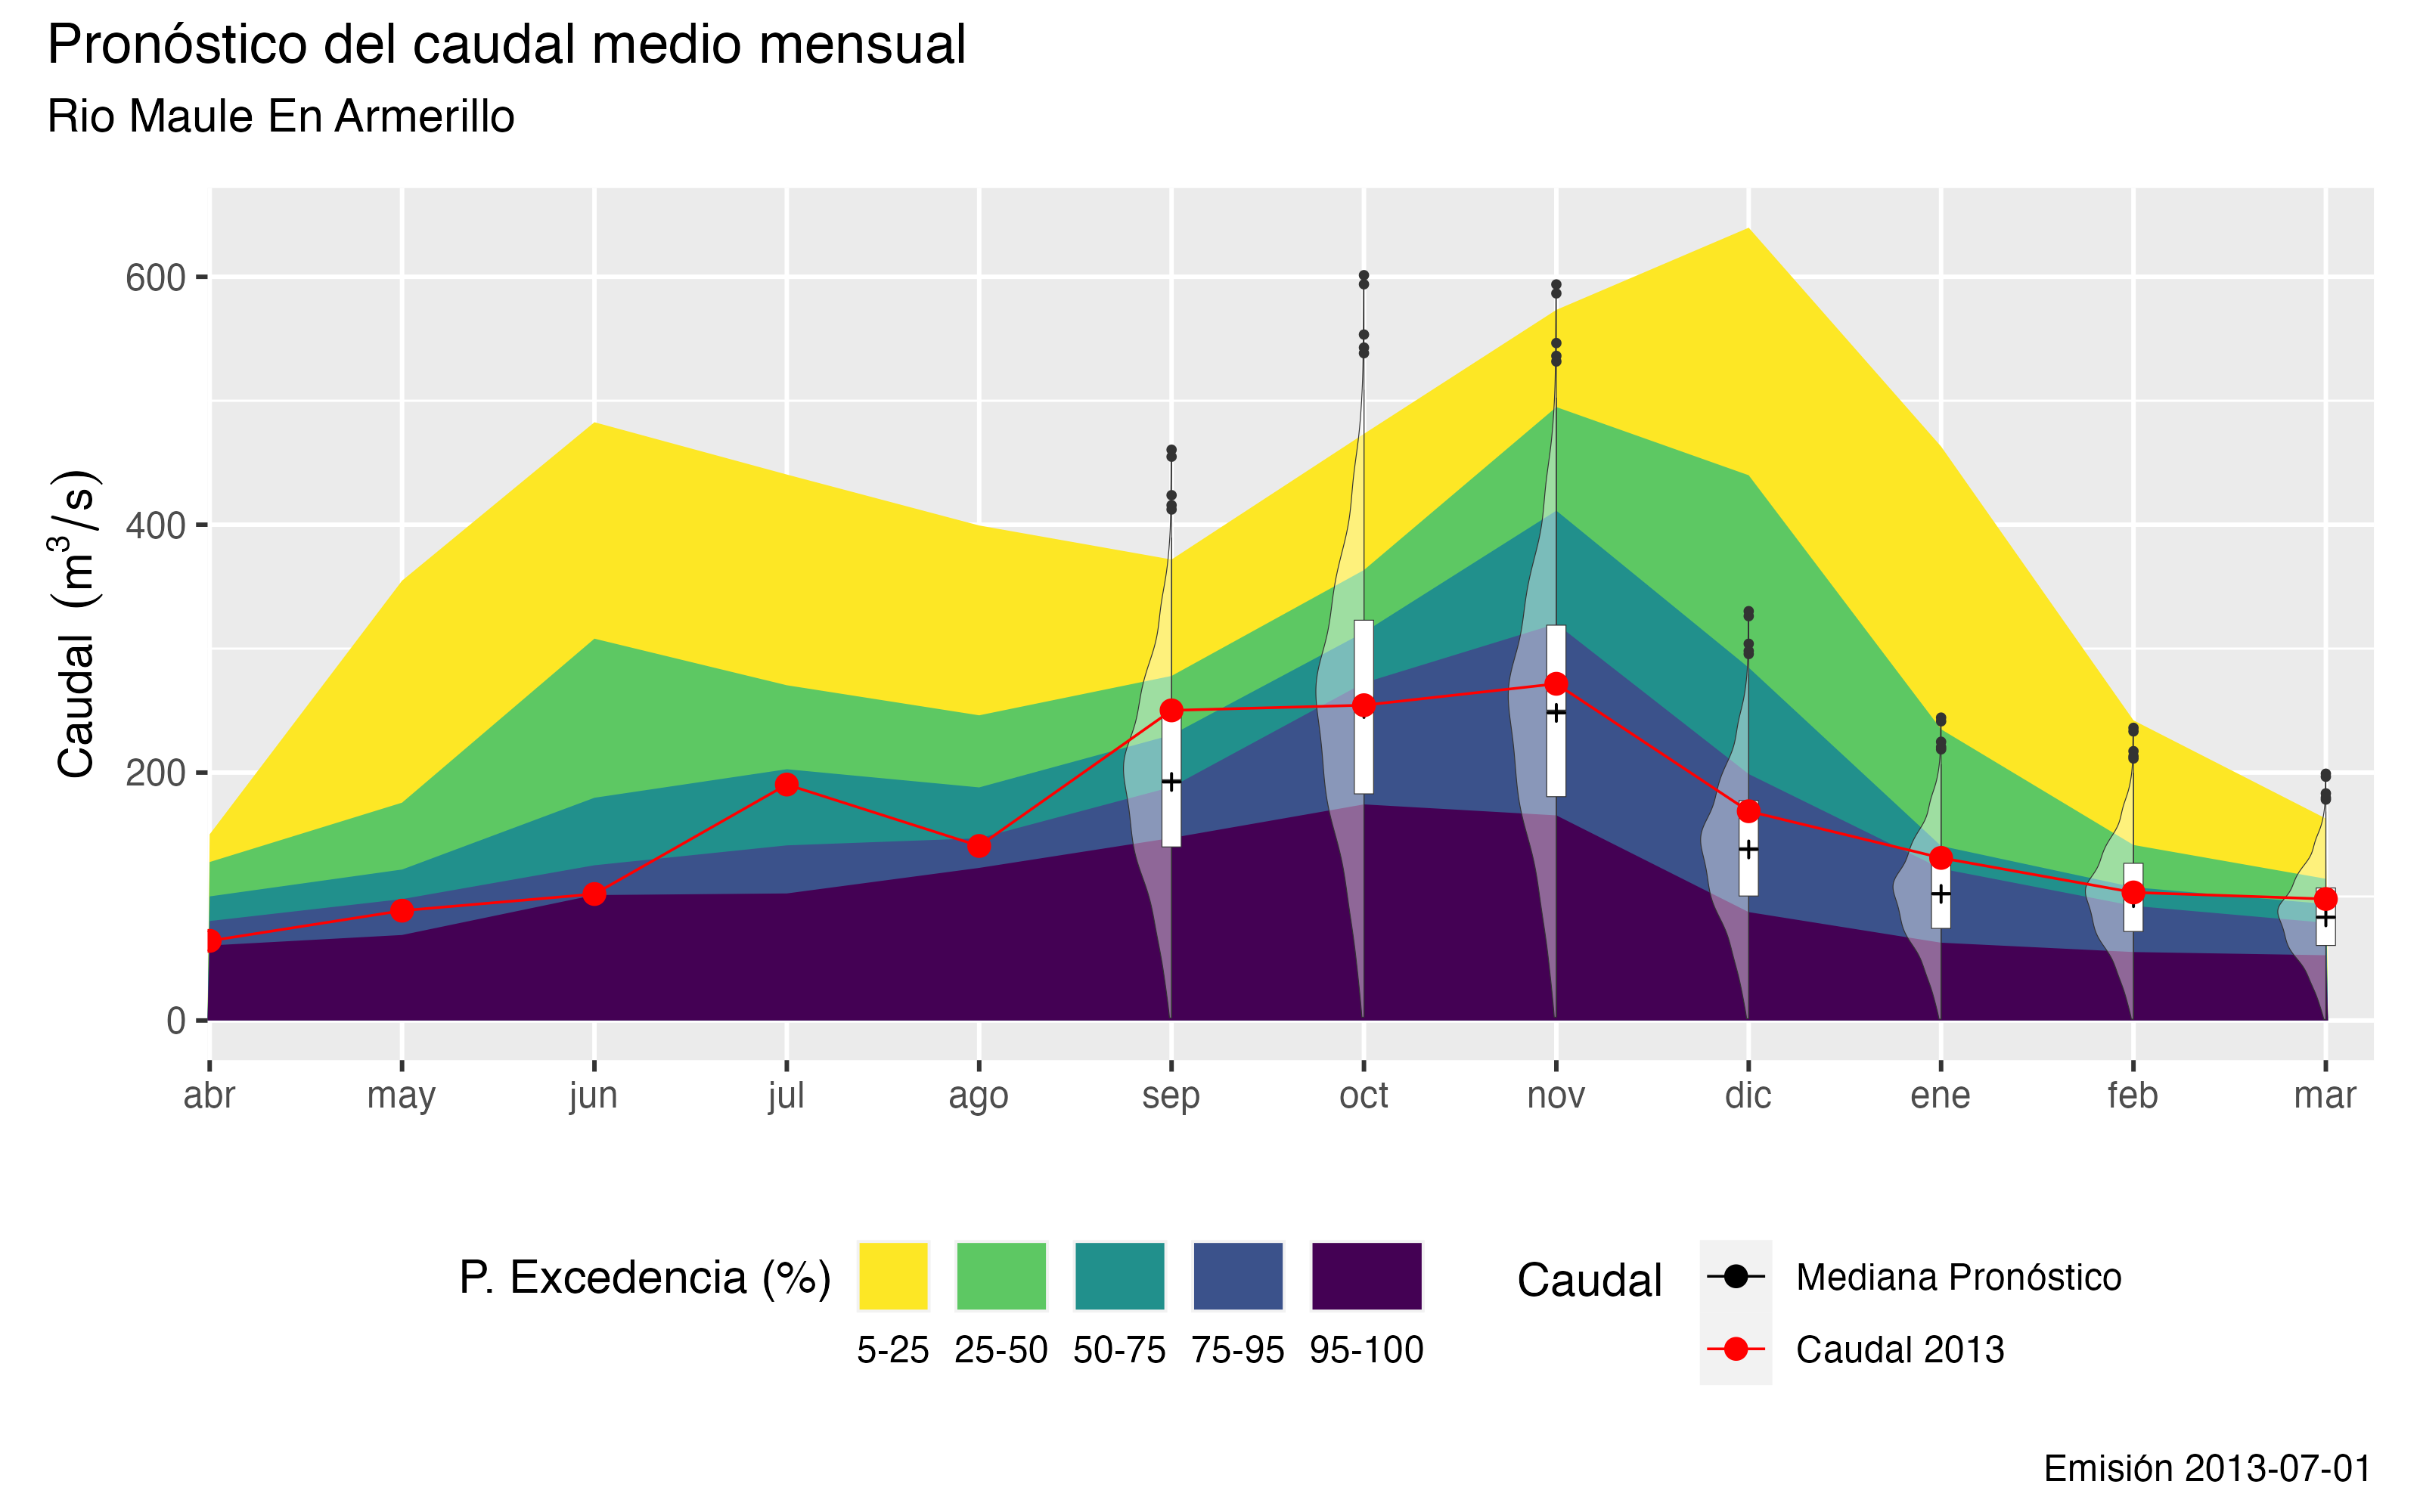 Pronóstico del caudal medio mensual
Rio Maule En Armerillo
Caudal (m³/s)
600
400
200
0
abr may jun jul ago sep oct nov dic ene feb mar
P. Excedencia (%)
5-25 25-50 50-75 75-95 95-100
Caudal
Mediana Pronóstico
Caudal 2013
Emisión 2013-07-01